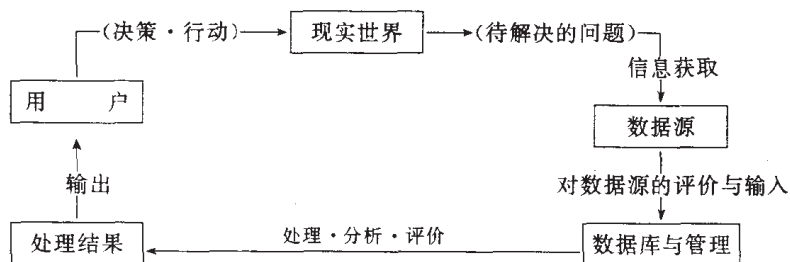 (决策·行动)
现实世界
(待解决的问题)
信息获取
用 户
数据源
输出
对数据源的评价与输入
处理结果
处理·分析·评价
数据库与管理